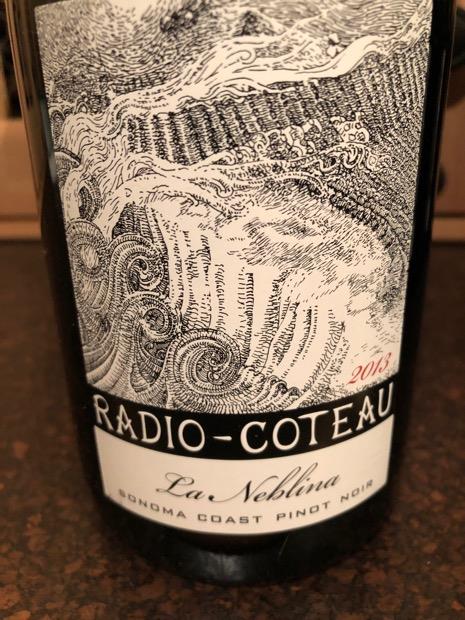 2013
RADIO-COTEAU
La Neblina
SONOMA COAST PINOT NOIR